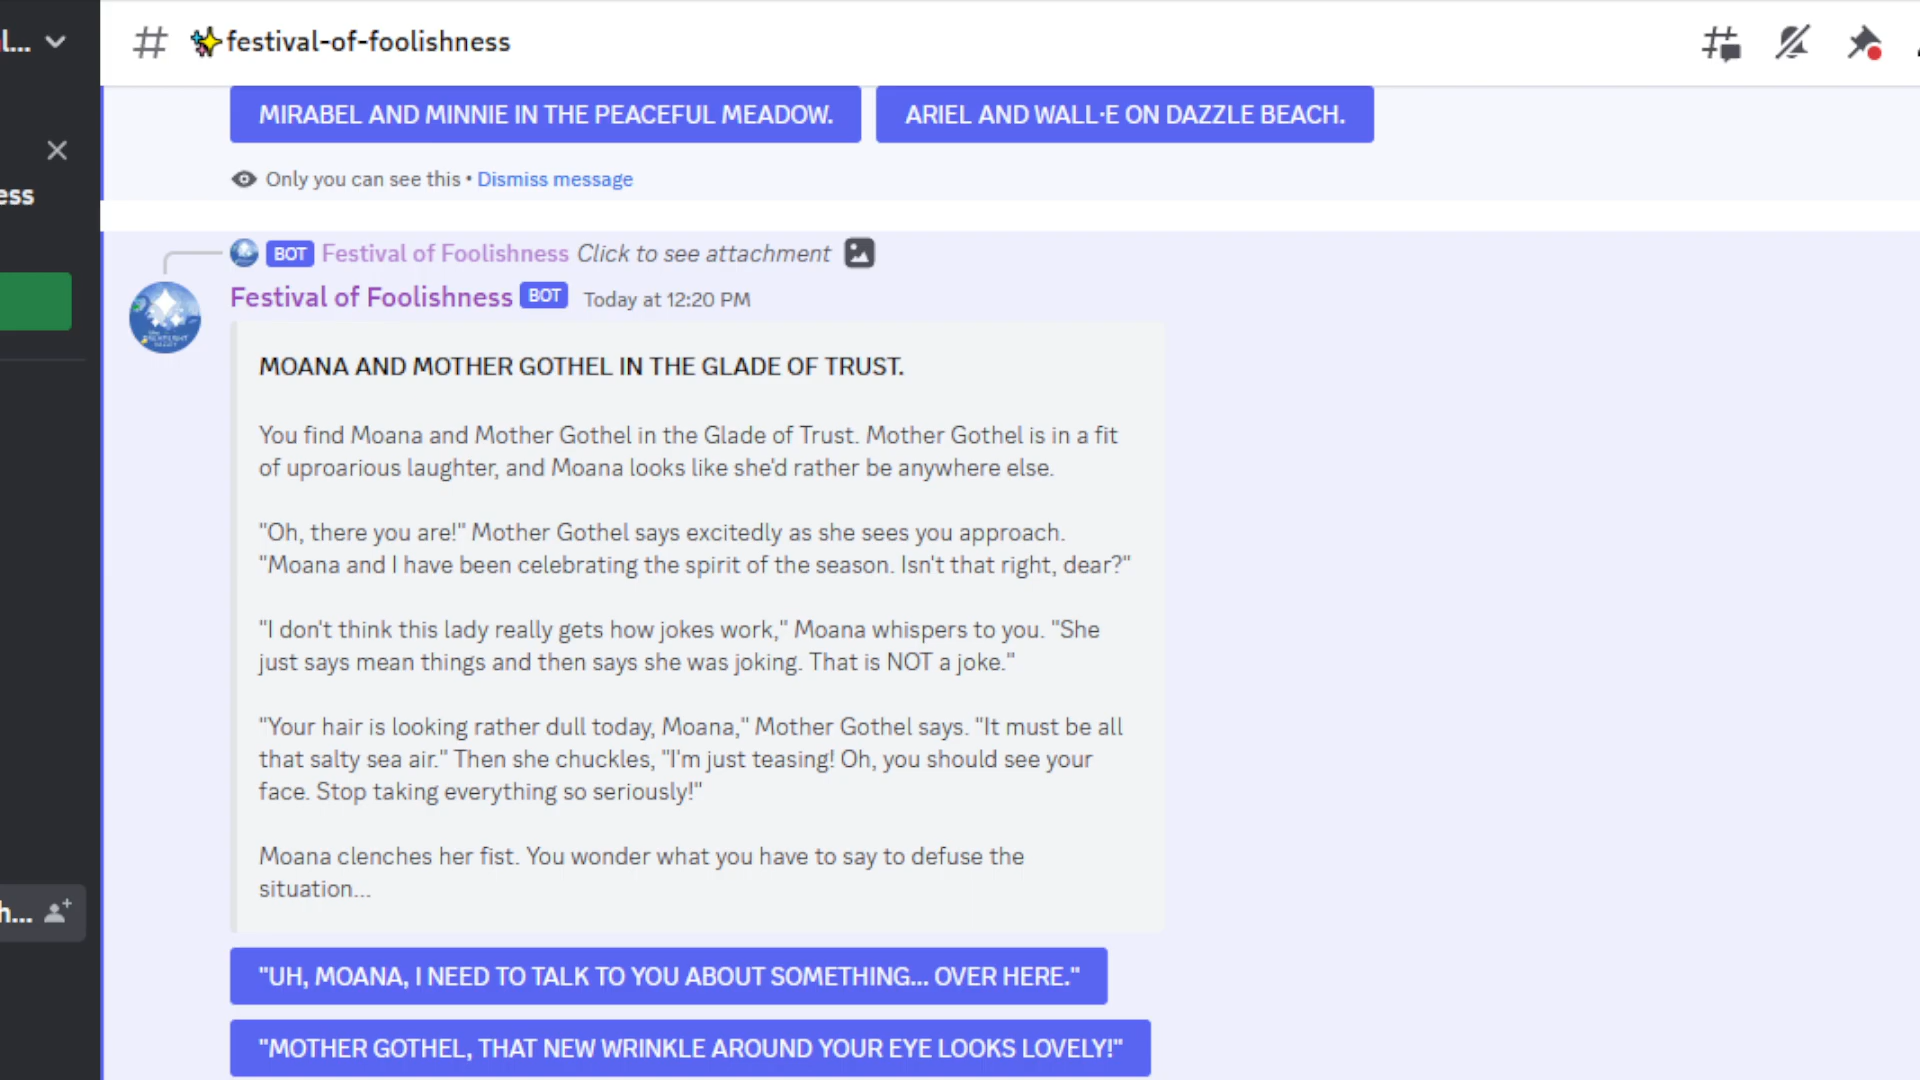 l...
festival-of-foolishness
MIRABEL AND MINNIE IN THE PEACEFUL MEADOW.
ARIEL AND WALL·E ON DAZZLE BEACH.
Only you can see this • Dismiss message
ess
BOT Festival of Foolishness Click to see attachment
Festival of Foolishness BOT Today at 12:20 PM
MOANA AND MOTHER GOTHEL IN THE GLADE OF TRUST.
You find Moana and Mother Gothel in the Glade of Trust. Mother Gothel is in a fit
of uproarious laughter, and Moana looks like she'd rather be anywhere else.
"Oh, there you are!" Mother Gothel says excitedly as she sees you approach.
"Moana and I have been celebrating the spirit of the season. Isn't that right, dear?"
"I don't think this lady really gets how jokes work," Moana whispers to you. "She
just says mean things and then says she was joking. That is NOT a joke."
"Your hair is looking rather dull today, Moana," Mother Gothel says. "It must be all
that salty sea air." Then she chuckles, "I'm just teasing! Oh, you should see your
face. Stop taking everything so seriously!"
Moana clenches her fist. You wonder what you have to say to defuse the
situation...
h...
"UH, MOANA, I NEED TO TALK TO YOU ABOUT SOMETHING... OVER HERE."
"MOTHER GOTHEL, THAT NEW WRINKLE AROUND YOUR EYE LOOKS LOVELY!"